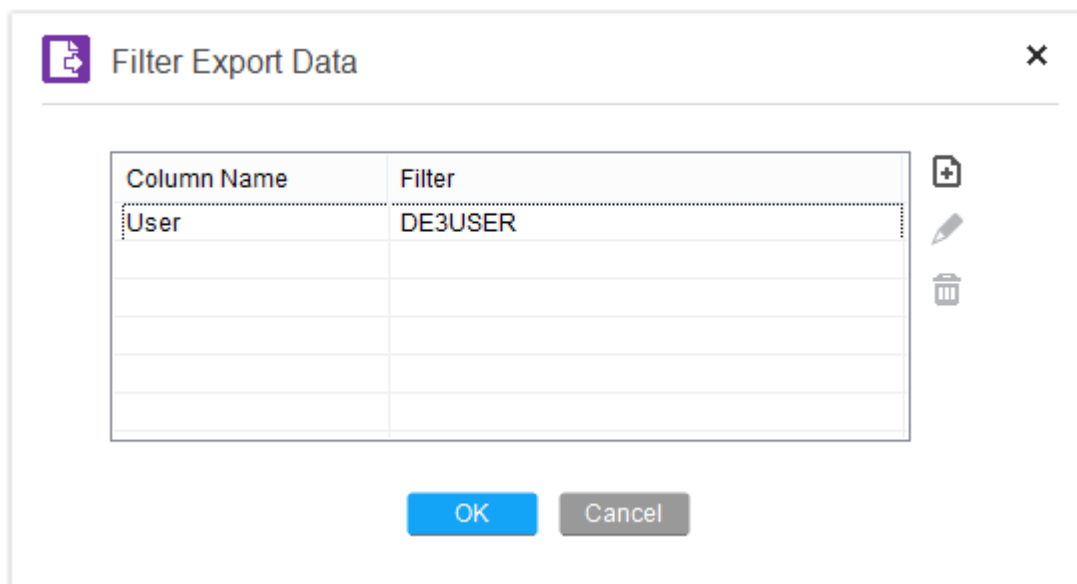 Filter Export Data
Column Name Filter
User DE3USER
OK Cancel